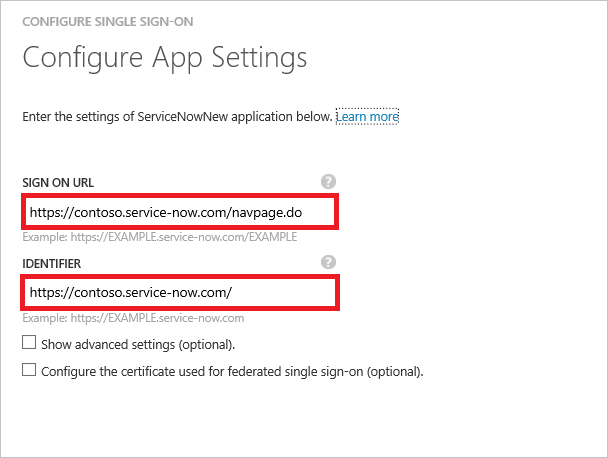 CONFIGURE SINGLE SIGN-ON
Configure App Settings
Enter the settings of ServiceNowNew application below. Learn more
SIGN ON URL ?
https://contoso.service-now.com/navpage.do
Example: https://EXAMPLE.service-now.com/EXAMPLE
IDENTIFIER ?
https://contoso.service-now.com/
Example: https://EXAMPLE.service-now.com
Show advanced settings (optional).
Configure the certificate used for federated single sign-on (optional).